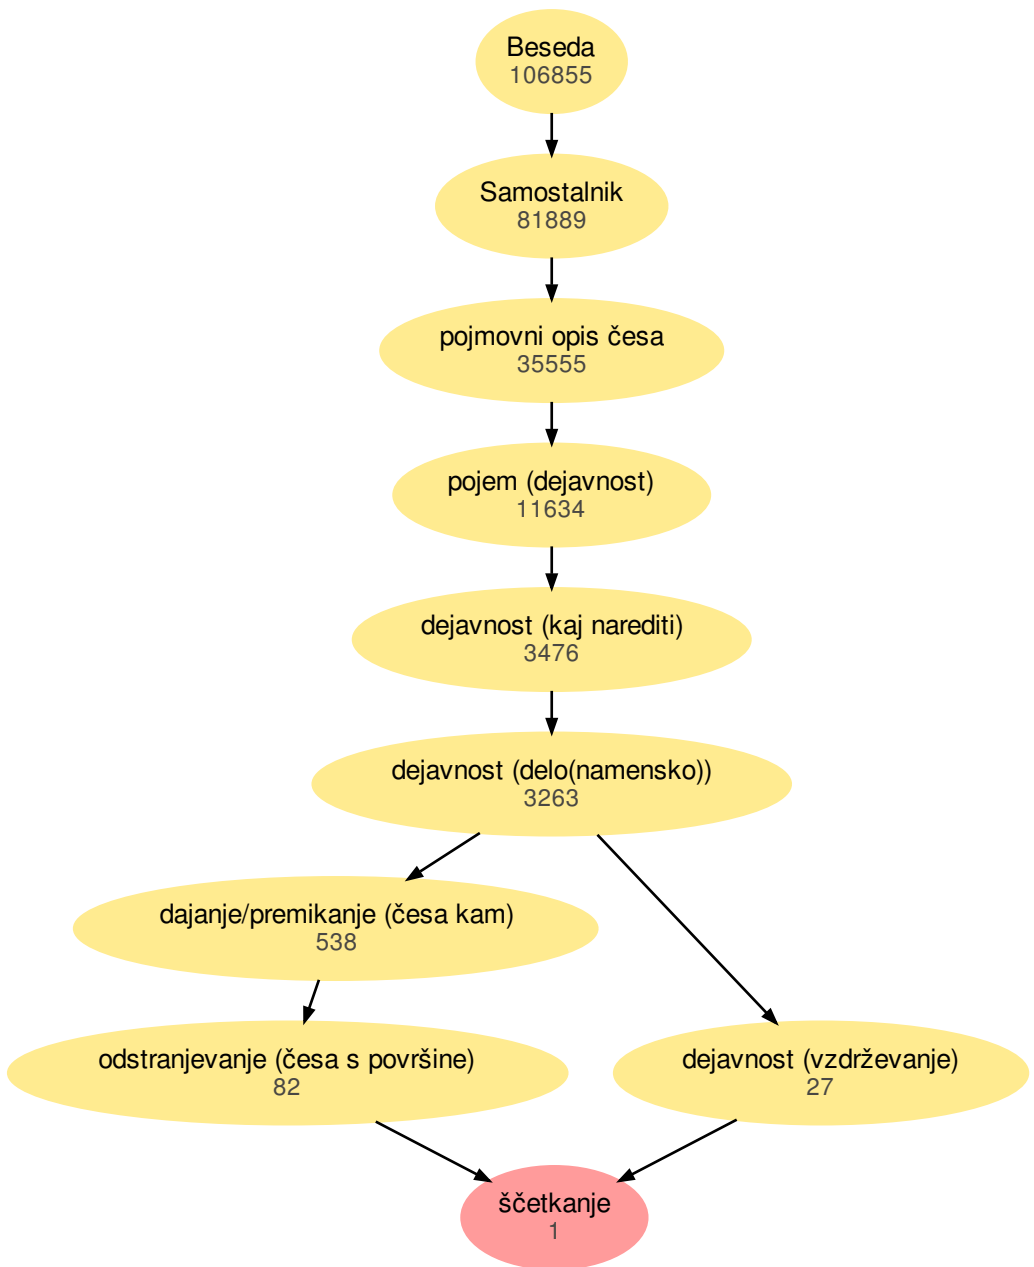 Beseda
106855
Samostalnik
81889
pojmovni opis česa
35555
pojem (dejavnost)
11634
dejavnost (kaj narediti)
3476
dejavnost (delo(namensko))
3263
dajanje/premikanje (česa kam)
538
odstranjevanje (česa s površine)
82
dejavnost (vzdrževanje)
27
ščetkanje
1